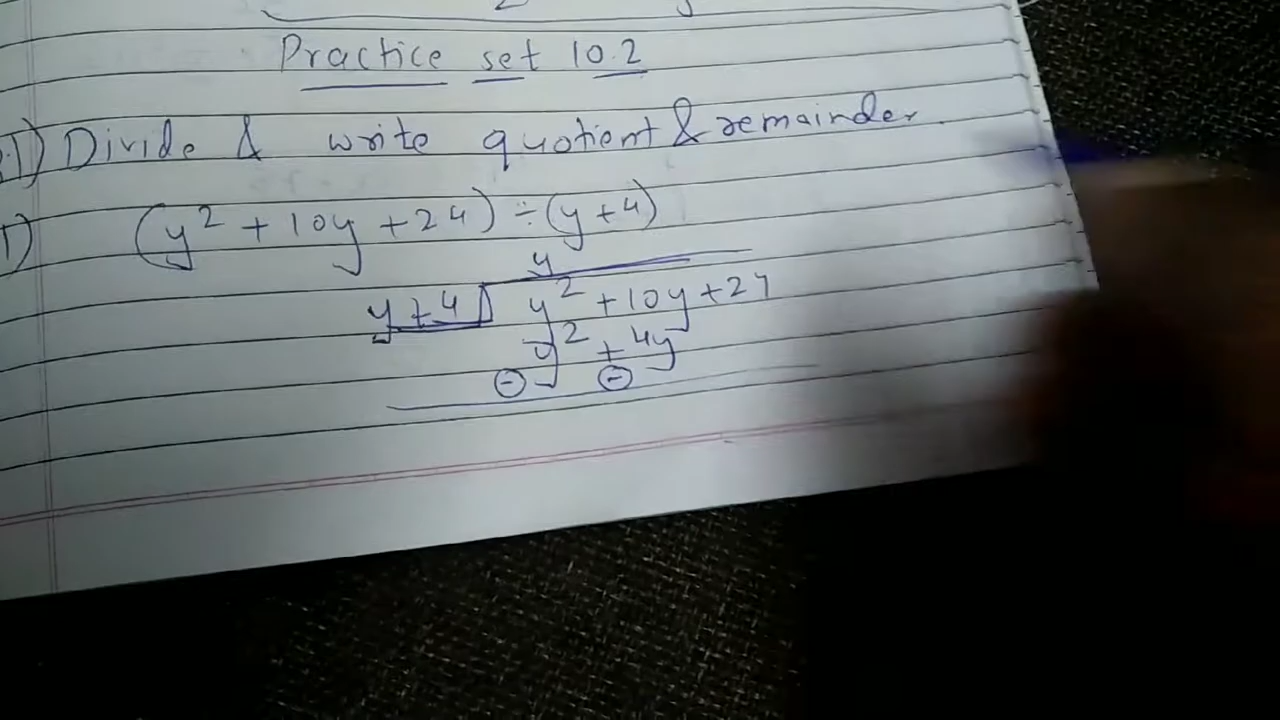 Practice set 10.2
1) Divide & write quotient & remainder.
1) (y² + 10y + 24) ÷ (y + 4)
y
y + 4 y² + 10y + 24
y² + 4y
⊖ ⊖